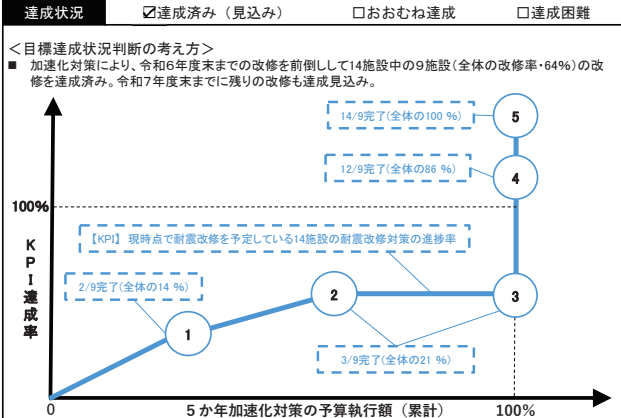 達成状況 ☑達成済み（見込み） □おおむね達成 □達成困難
＜目標達成状況判断の考え方＞
■ 加速化対策により、令和6年度末までの改修を前倒しして14施設中の9施設（全体の改修率・64%）の改
修を達成済み。令和7年度末までに残りの改修も達成見込み。
14/9完了(全体の100 %)
5
12/9完了(全体の86 %)
4
100%
【KPI】 現時点で耐震改修を予定している14施設の耐震改修対策の進捗率
KPI達成率
2/9完了(全体の14 %)
2
3
1
3/9完了(全体の21 %)
0
5か年加速化対策の予算執行額（累計）
100%